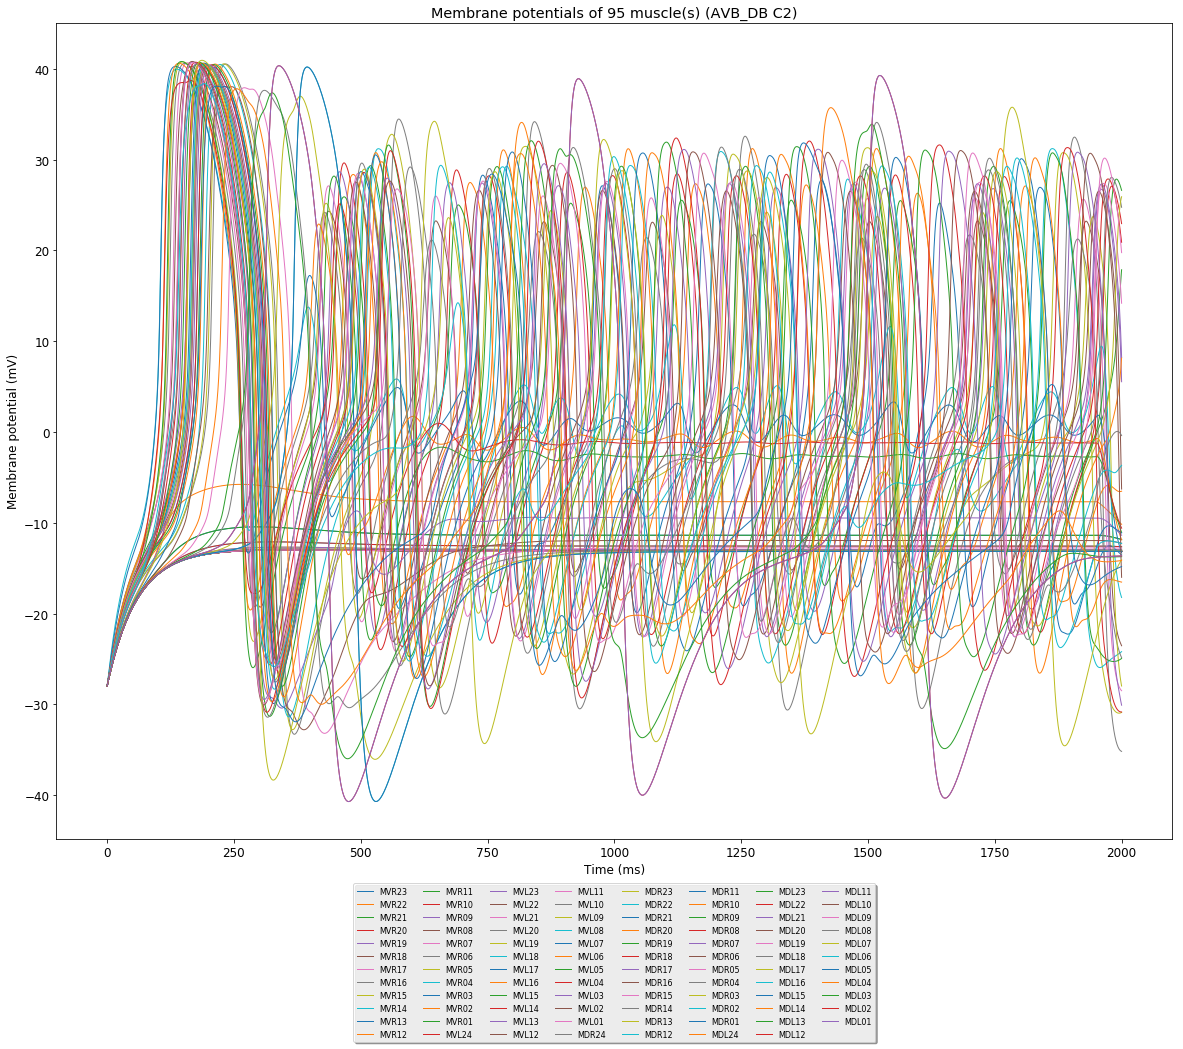 Membrane potentials of 95 muscle(s) (AVB_DB C2)
Membrane potential (mV)
40
30
20
10
0
−10
−20
−30
−40
0 250 500 750 1000 1250 1500 1750 2000
Time (ms)
MVR23 MVR11 MVL23 MVL11 MDR23 MDR11 MDL23 MDL11
MVR22 MVR10 MVL22 MVL10 MDR22 MDR10 MDL22 MDL10
MVR21 MVR09 MVL21 MVL09 MDR21 MDR09 MDL21 MDL09
MVR20 MVR08 MVL20 MVL08 MDR20 MDR08 MDL20 MDL08
MVR19 MVR07 MVL19 MVL07 MDR19 MDR07 MDL19 MDL07
MVR18 MVR06 MVL18 MVL06 MDR18 MDR06 MDL18 MDL06
MVR17 MVR05 MVL17 MVL05 MDR17 MDR05 MDL17 MDL05
MVR16 MVR04 MVL16 MVL04 MDR16 MDR04 MDL16 MDL04
MVR15 MVR03 MVL15 MVL03 MDR15 MDR03 MDL15 MDL03
MVR14 MVR02 MVL14 MVL02 MDR14 MDR02 MDL14 MDL02
MVR13 MVR01 MVL13 MVL01 MDR13 MDR01 MDL13 MDL01
MVR12 MVL24 MVL12 MDR24 MDR12 MDL24 MDL12